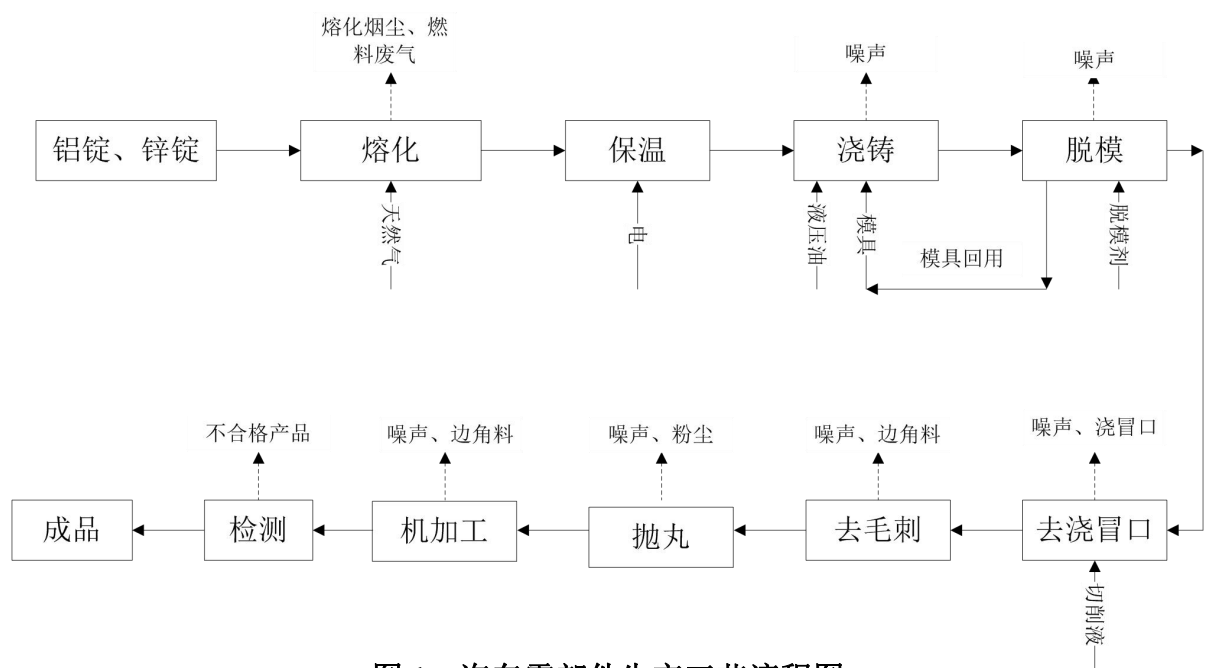 熔化烟尘、燃
料废气
噪声
噪声
铝锭、锌锭
熔化
保温
浇铸
脱模
天然气
电
液压油
模具
脱模剂
模具回用
不合格产品
噪声、边角料
噪声、粉尘
噪声、边角料
噪声、浇冒口
成品
检测
机加工
抛丸
去毛刺
去浇冒口
切削液